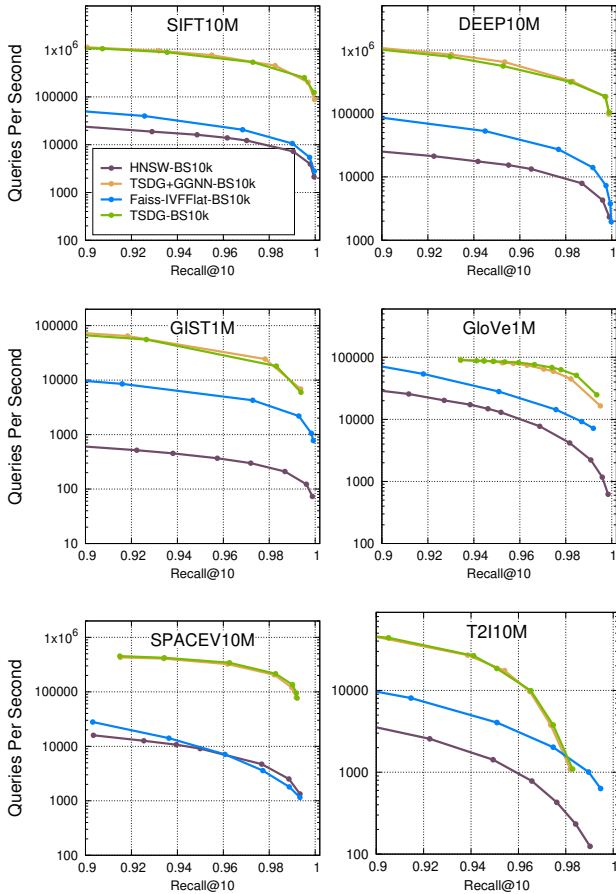 SIFT10M
Queries Per Second
1x10^6
100000
10000
1000
100
HNSW-BS10k
TSDG+GGNN-BS10k
Faiss-IVFFlat-BS10k
TSDG-BS10k
0.9 0.92 0.94 0.96 0.98 1
Recall@10
DEEP10M
1x10^6
100000
10000
1000
0.9 0.92 0.94 0.96 0.98 1
Recall@10
GIST1M
Queries Per Second
100000
10000
1000
100
10
0.9 0.92 0.94 0.96 0.98 1
Recall@10
GloVe1M
100000
10000
1000
100
0.9 0.92 0.94 0.96 0.98 1
Recall@10
SPACEV10M
Queries Per Second
1x10^6
100000
10000
1000
100
0.9 0.92 0.94 0.96 0.98 1
Recall@10
T2I10M
10000
1000
100
0.9 0.92 0.94 0.96 0.98 1
Recall@10